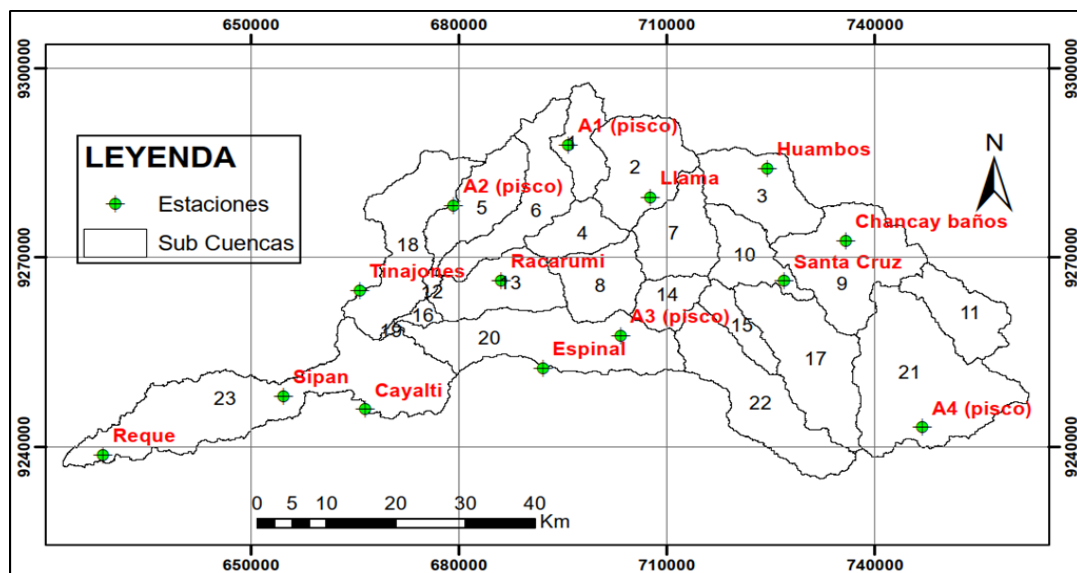 650000 680000 710000 740000
9300000 9300000
LEYENDA
Estaciones
Sub Cuencas
N
A1 (pisco)
1
2
Huambos
Llama
3
A2 (pisco)
5
6
Chancay baños
4
7
18
10
Tinajones
Racarumi
Santa Cruz
9270000 9270000
12
13
8
14
9
11
16
19
A3 (pisco)
15
20
Espinal
17
21
Sipan
Cayalti
23
22
A4 (pisco)
Reque
9240000 9240000
0 5 10 20 30 40
Km
650000 680000 710000 740000